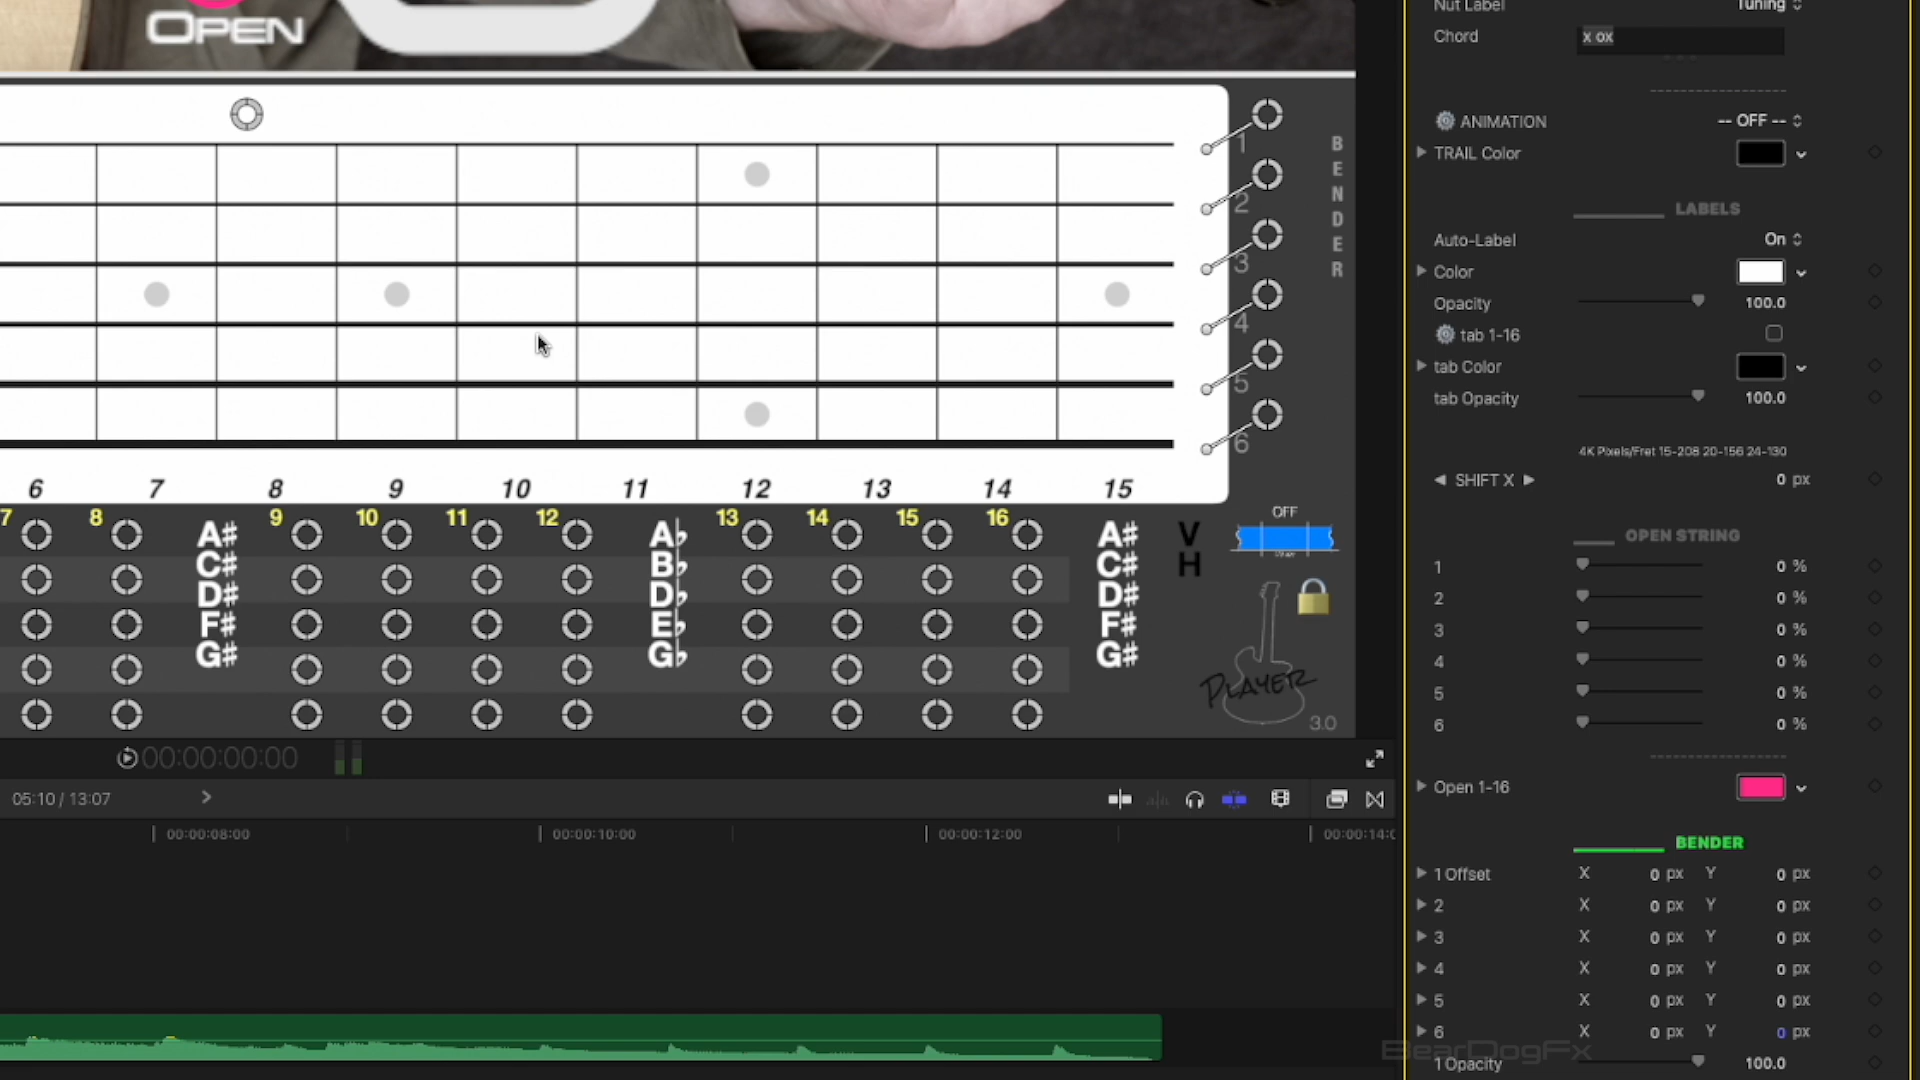 OPEN
1
2
3
4
5
6
BENDER
6 7 8 9 10 11 12 13 14 15
7 8 9 10 11 12 13 14 15 16
A# C# D# F# G#
A♭ B♭ D♭ E♭ G♭
A# C# D# F# G#
V
H
OFF
PLAYER
3.0
00:00:00:00
05:10 / 13:07
00:00:08:00
00:00:10:00
00:00:12:00
00:00:14:0
Nut Label Tuning
Chord x ox
ANIMATION -- OFF --
TRAIL Color
LABELS
Auto-Label On
Color
Opacity 100.0
tab 1-16
tab Color
tab Opacity 100.0
4K Pixels/Fret 15-208 20-156 24-130
SHIFT X 0 px
OPEN STRING
1 0 %
2 0 %
3 0 %
4 0 %
5 0 %
6 0 %
Open 1-16
BENDER
1 Offset X 0 px Y 0 px
2 X 0 px Y 0 px
3 X 0 px Y 0 px
4 X 0 px Y 0 px
5 X 0 px Y 0 px
6 X 0 px Y 0 px
BearDogFx
1 Opacity 100.0